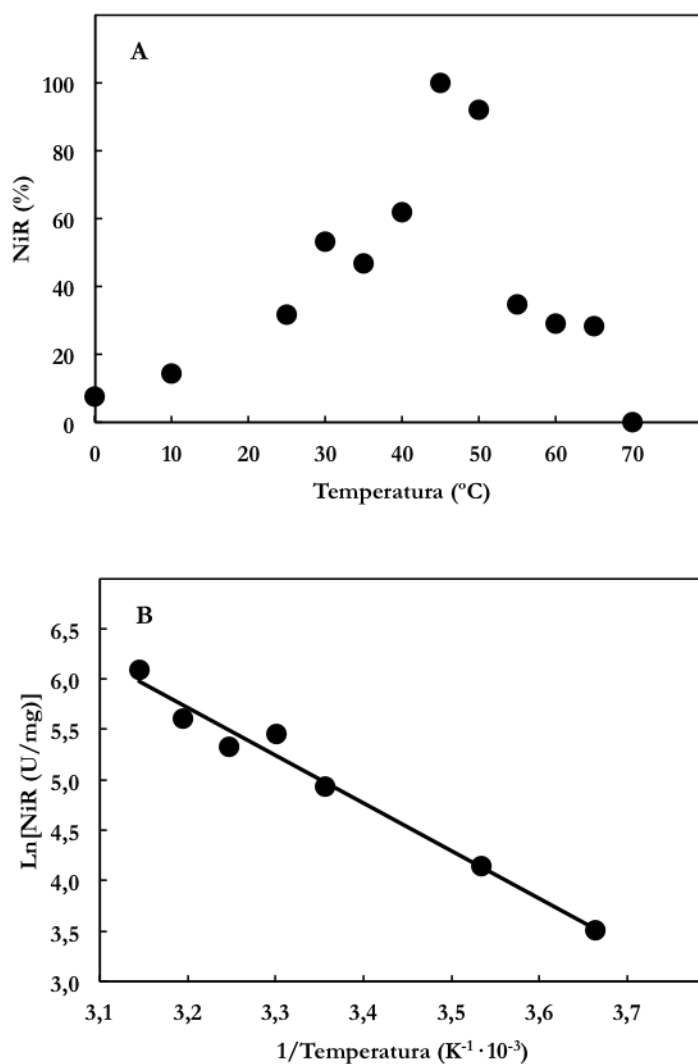 A
100
80
60
40
20
0
NiR (%)
0 10 20 30 40 50 60 70
Temperatura (ºC)
B
6,5
6,0
5,5
5,0
4,5
4,0
3,5
3,0
Ln[NiR (U/mg)]
3,1 3,2 3,3 3,4 3,5 3,6 3,7
1/Temperatura (K⁻¹·10⁻³)